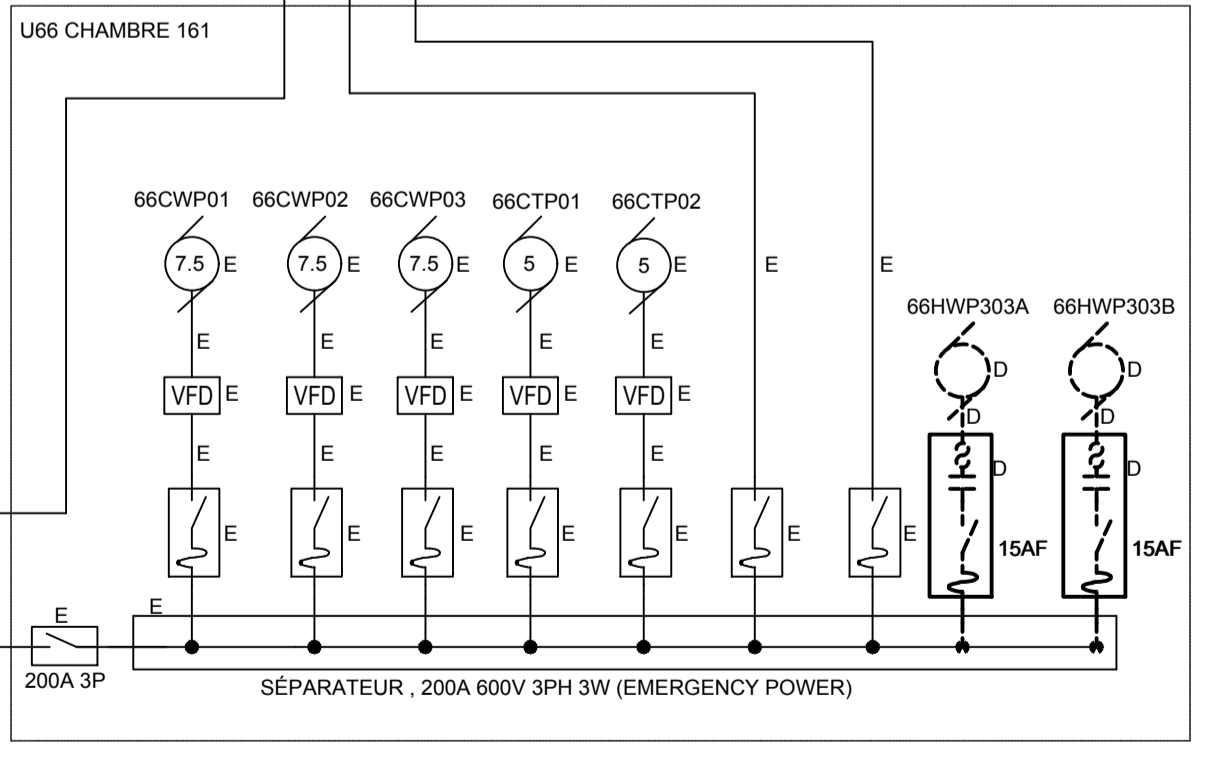 U66 CHAMBRE 161
66CWP01 66CWP02 66CWP03 66CTP01 66CTP02
7.5 E 7.5 E 7.5 E 5 E 5 E E E
66HWP303A 66HWP303B
E E E E E
D D
VFD E VFD E VFD E VFD E VFD E
D D
E E E E E
D D
E E E E E E E
15AF 15AF
E
E
200A 3P
SÉPARATEUR , 200A 600V 3PH 3W (EMERGENCY POWER)